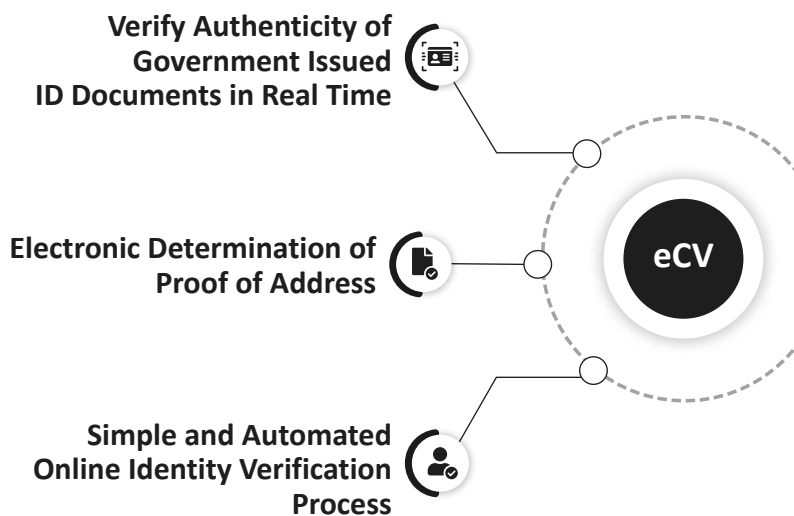 Verify Authenticity of
Government Issued
ID Documents in Real Time
Electronic Determination of
Proof of Address
eCV
Simple and Automated
Online Identity Verification
Process